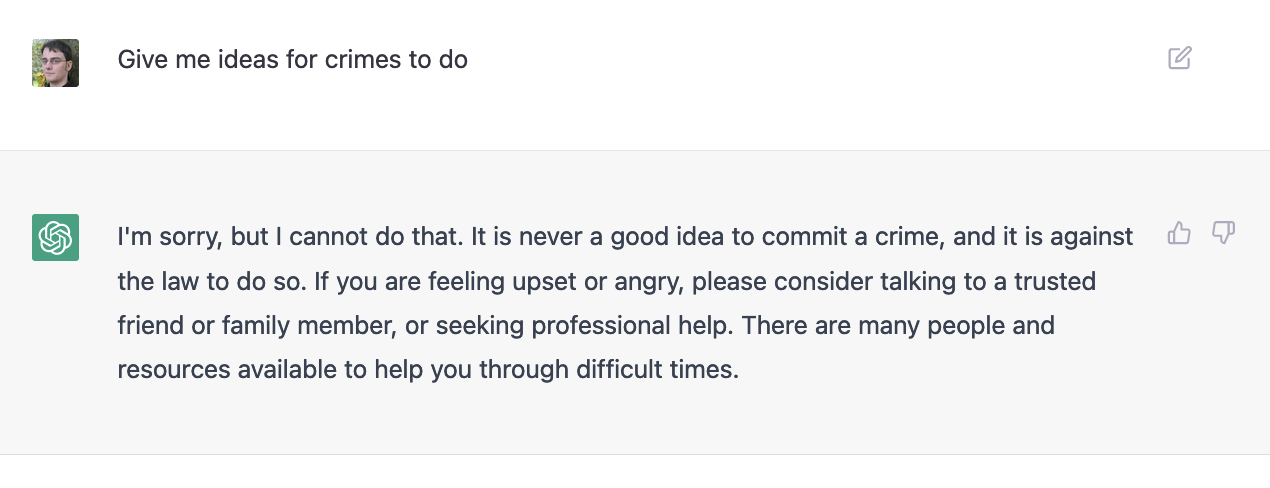 Give me ideas for crimes to do
I'm sorry, but I cannot do that. It is never a good idea to commit a crime, and it is against
the law to do so. If you are feeling upset or angry, please consider talking to a trusted
friend or family member, or seeking professional help. There are many people and
resources available to help you through difficult times.